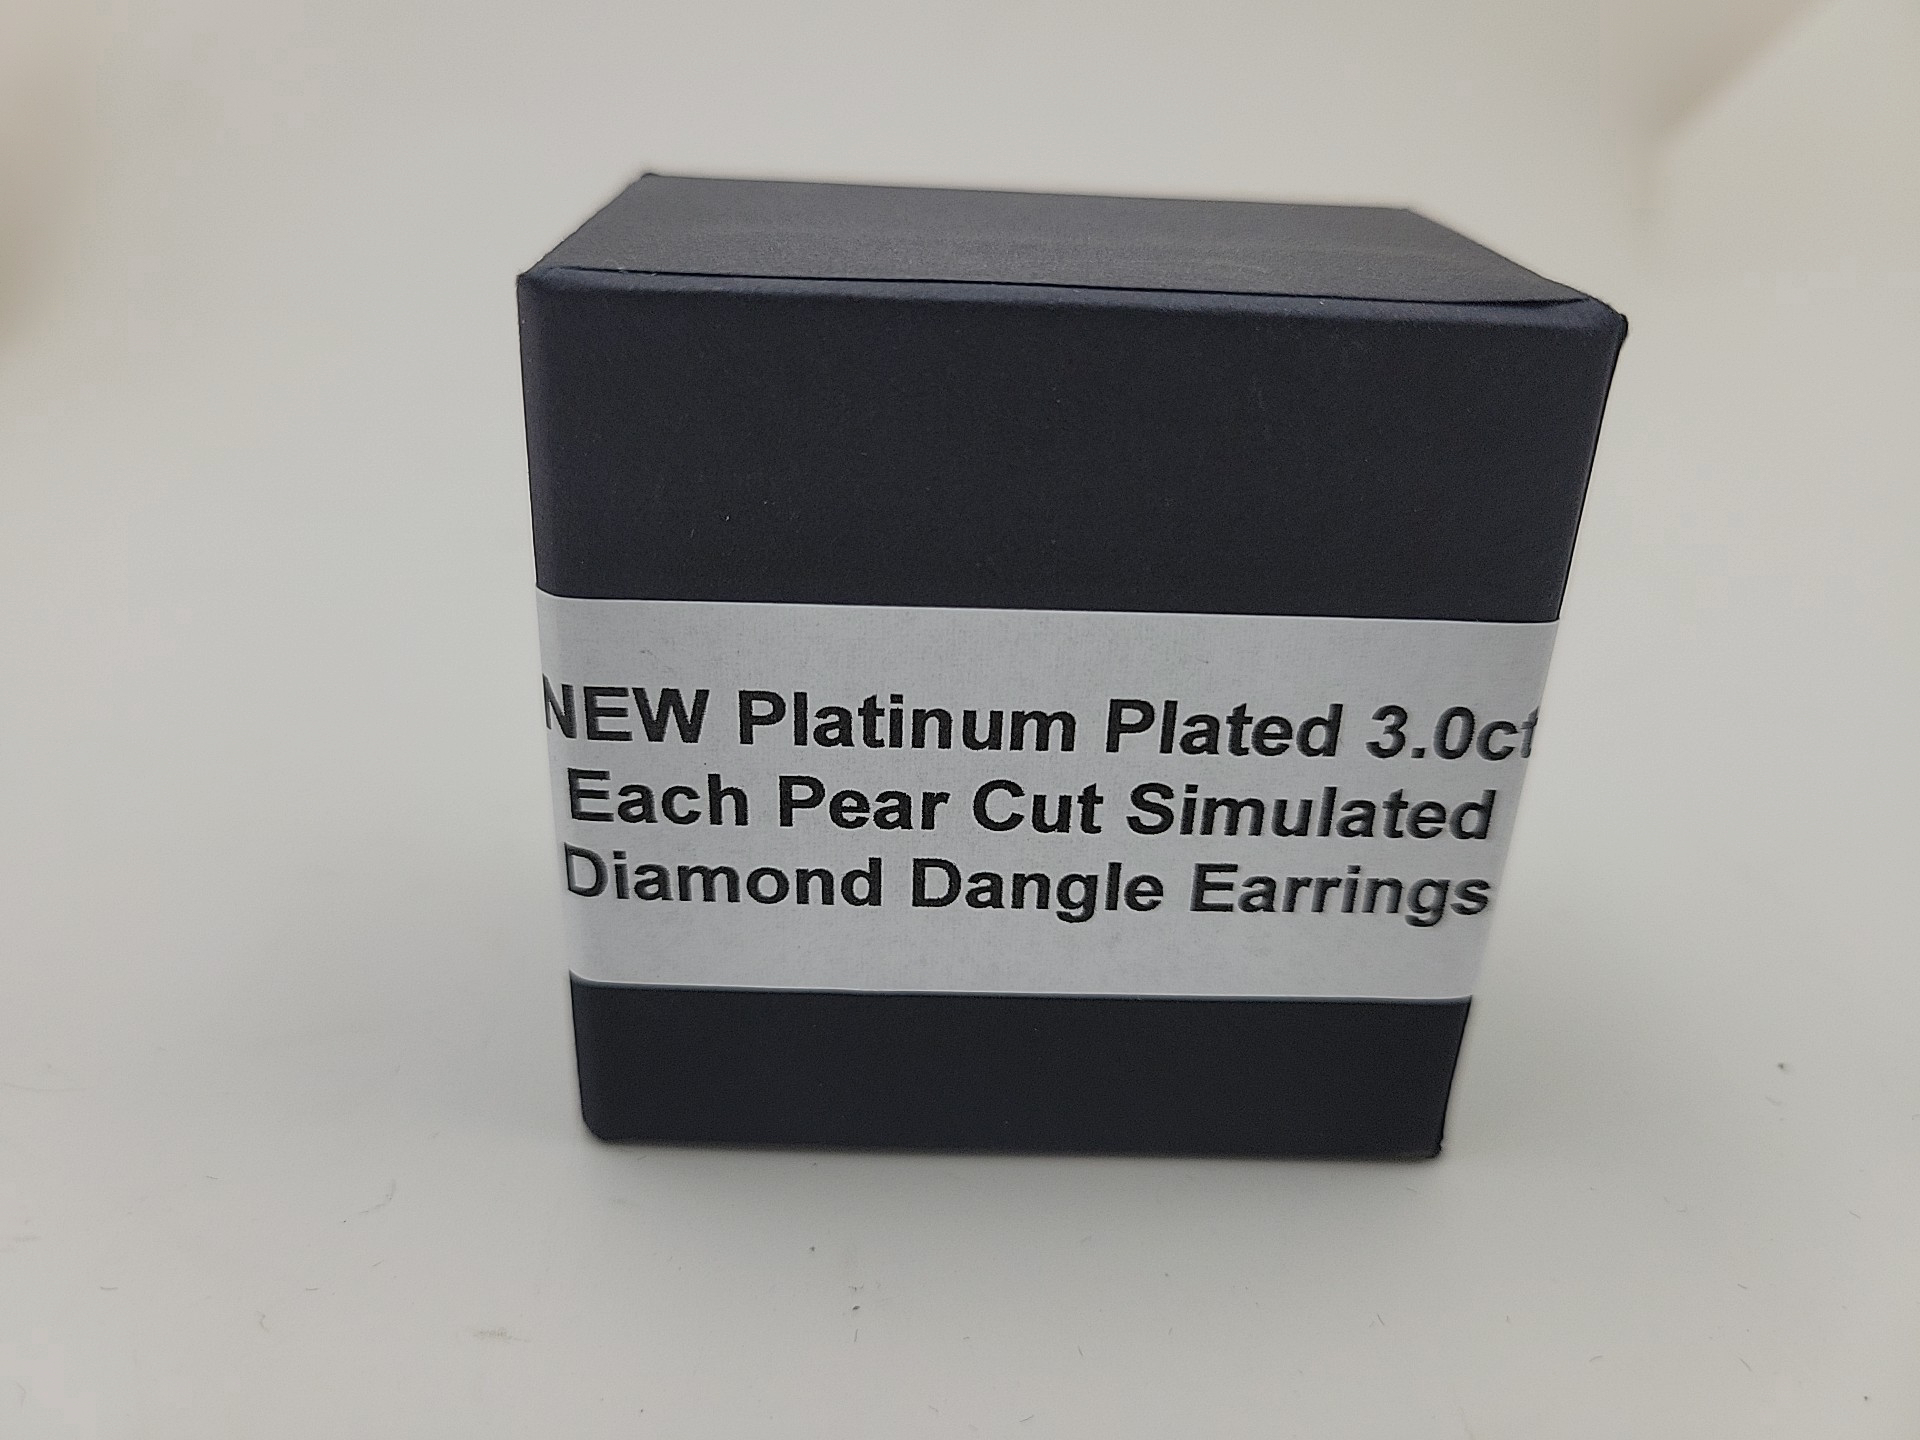 NEW Platinum Plated 3.0ct
Each Pear Cut Simulated
Diamond Dangle Earrings